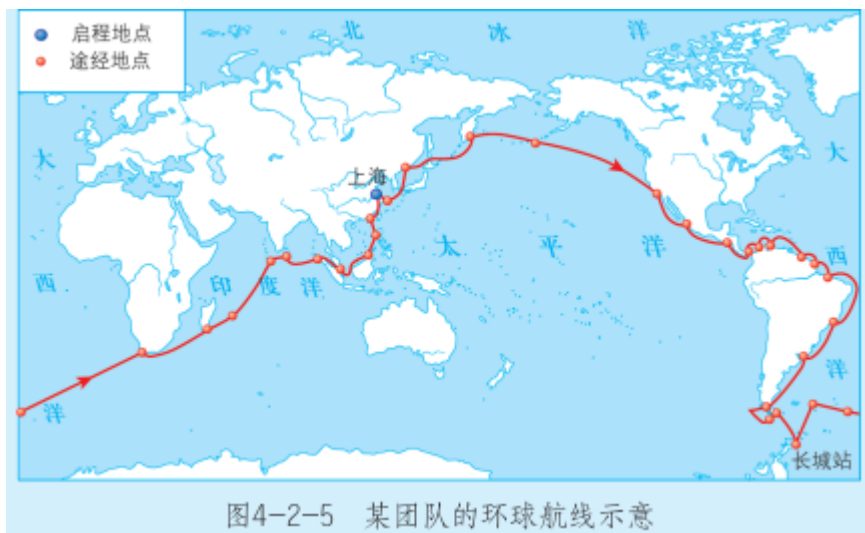 启程地点
途经地点
北 冰 洋
大 西 洋
上海
太 平 洋
印 度 洋
大 西 洋
长城站
图4-2-5 某团队的环球航线示意